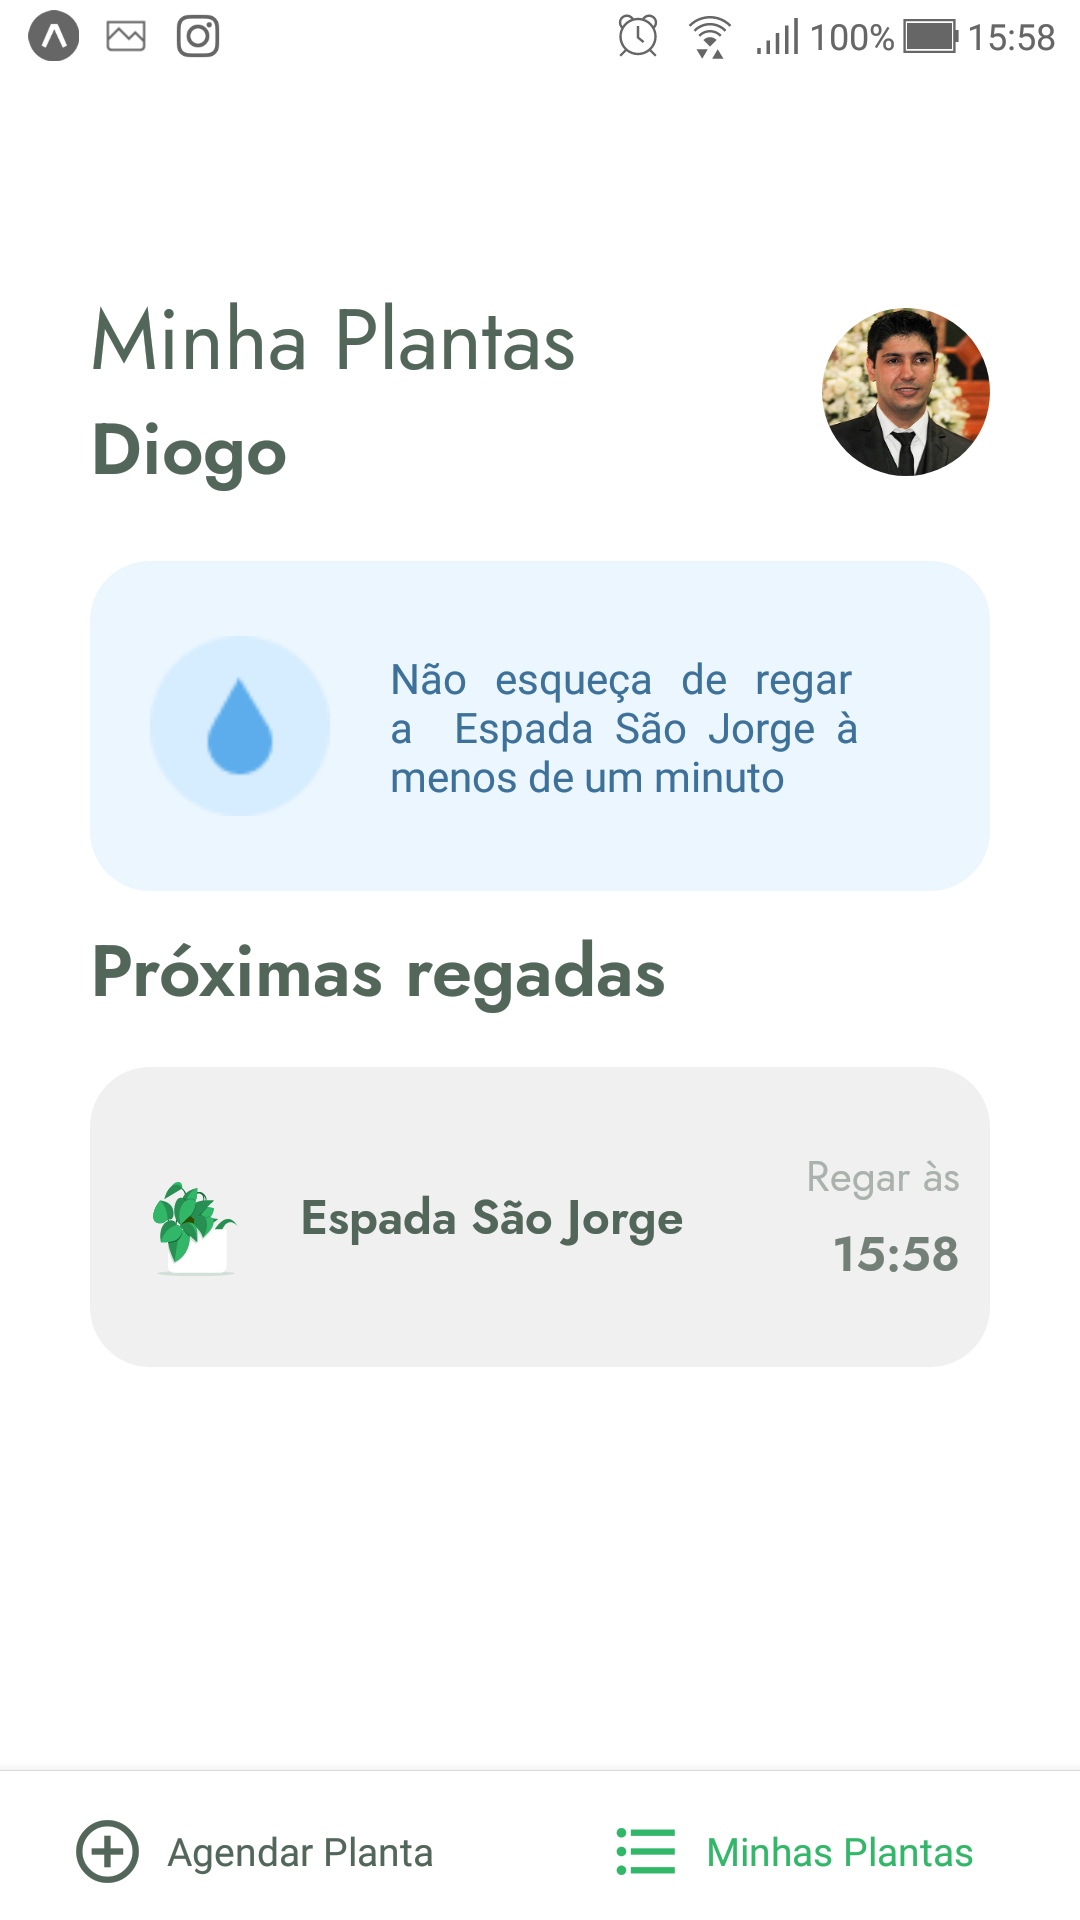 100% 15:58
Minha Plantas
Diogo
Não esqueça de regar
a Espada São Jorge à
menos de um minuto
Próximas regadas
Espada São Jorge
Regar às
15:58
Agendar Planta
Minhas Plantas